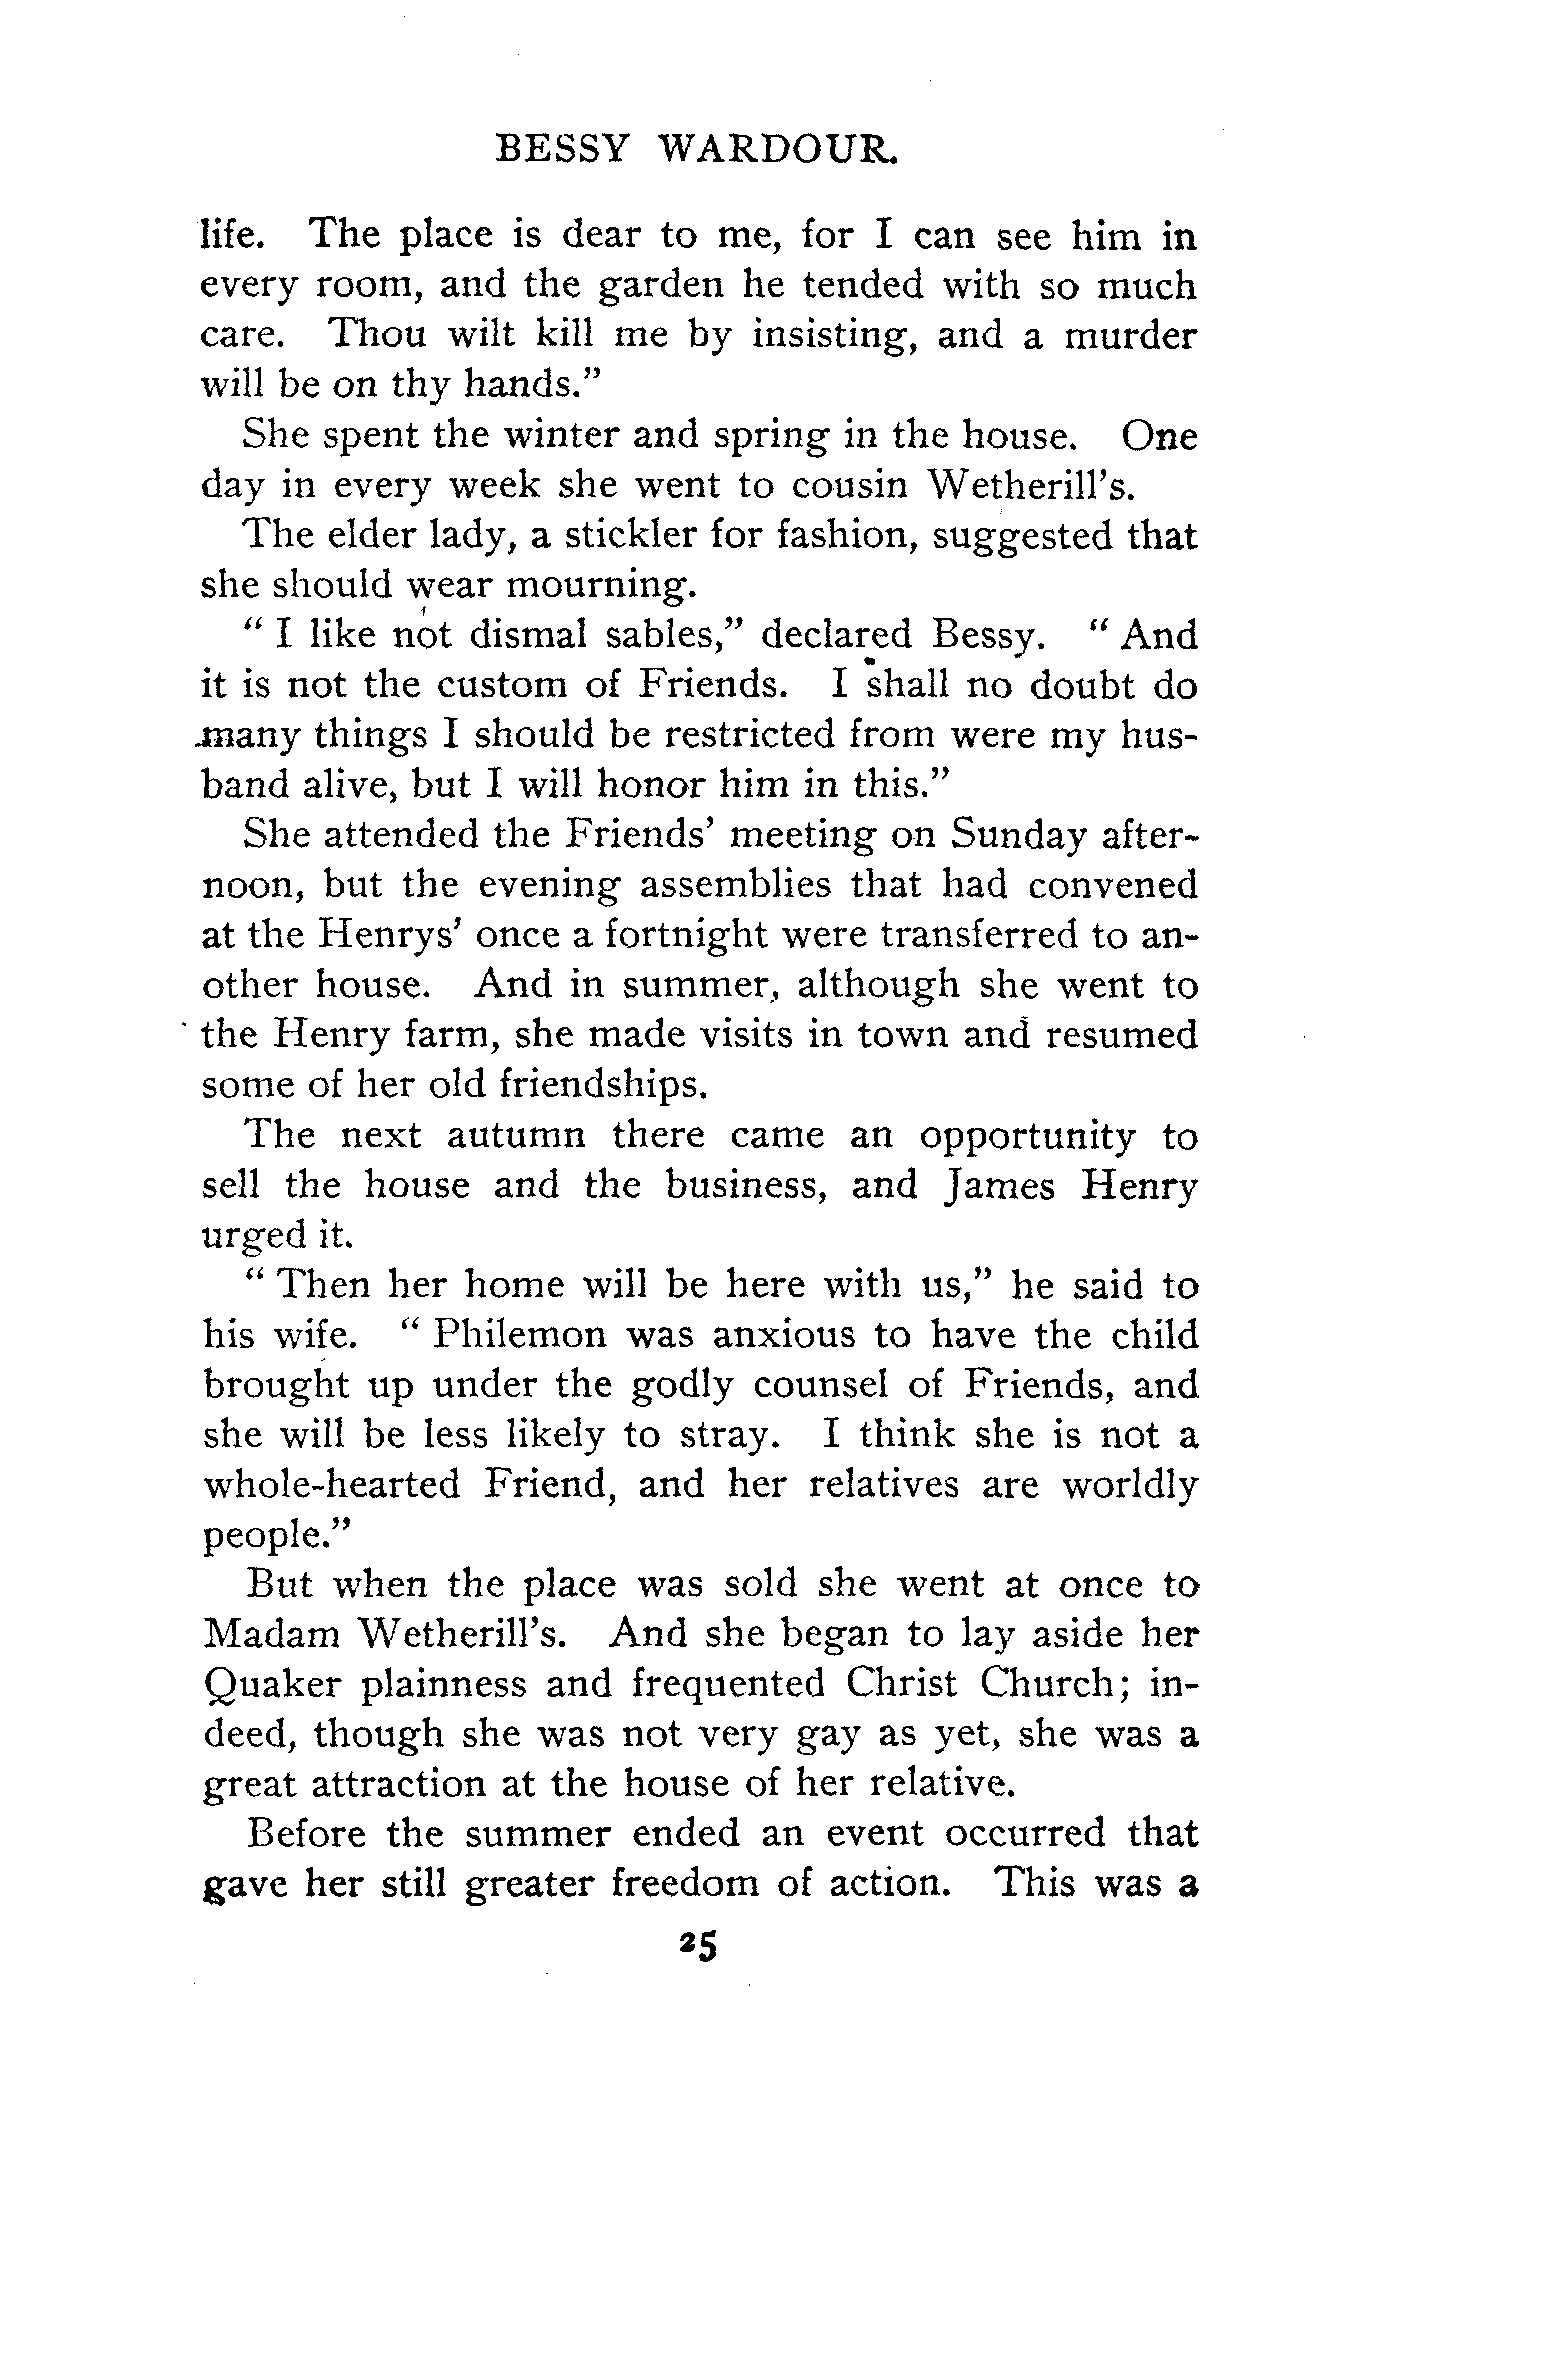 BESSY WARDOUR.
life. The place is dear to me, for I can see him in
every room, and the garden he tended with so much
care. Thou wilt kill me by insisting, and a murder
will be on thy hands.”
She spent the winter and spring in the house. One
day in every week she went to cousin Wetherill’s.
The elder lady, a stickler for fashion, suggested that
she should wear mourning.
“ I like not dismal sables,” declared Bessy. “ And
it is not the custom of Friends. I shall no doubt do
many things I should be restricted from were my hus-
band alive, but I will honor him in this.”
She attended the Friends’ meeting on Sunday after-
noon, but the evening assemblies that had convened
at the Henrys’ once a fortnight were transferred to an-
other house. And in summer, although she went to
the Henry farm, she made visits in town and resumed
some of her old friendships.
The next autumn there came an opportunity to
sell the house and the business, and James Henry
urged it.
“ Then her home will be here with us,” he said to
his wife. “ Philemon was anxious to have the child
brought up under the godly counsel of Friends, and
she will be less likely to stray. I think she is not a
whole-hearted Friend, and her relatives are worldly
people.”
But when the place was sold she went at once to
Madam Wetherill’s. And she began to lay aside her
Quaker plainness and frequented Christ Church; in-
deed, though she was not very gay as yet, she was a
great attraction at the house of her relative.
Before the summer ended an event occurred that
gave her still greater freedom of action. This was a
25